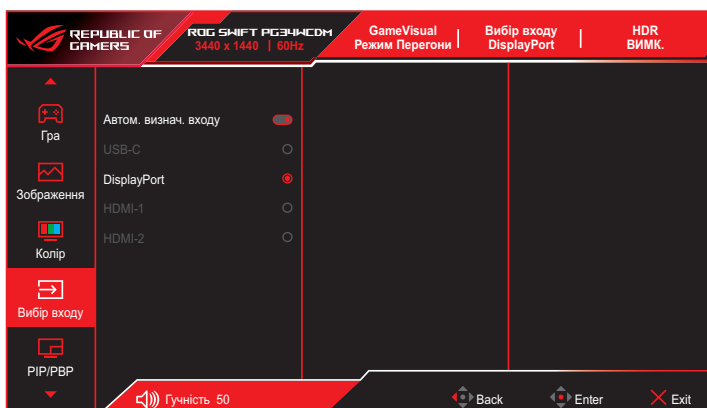 REPUBLIC OF
GAMERS
ROG SWIFT PG34WCDM
3440 x 1440 | 60Hz
GameVisual
Режим Перегони
Вибір входу
DisplayPort
HDR
ВИМК.
Гра
Зображення
Колір
Вибір входу
PIP/PBP
Автом. визнач. входу
USB-C
DisplayPort
HDMI-1
HDMI-2
Гучність 50
Back
Enter
Exit